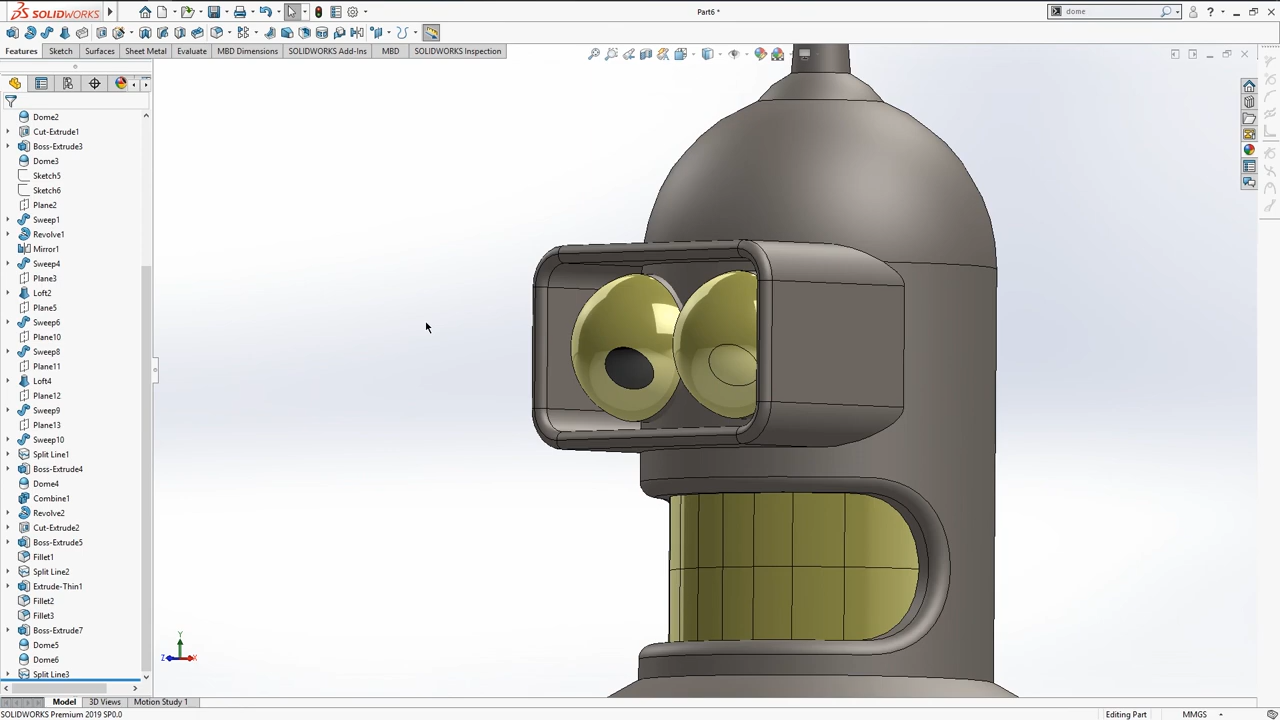 SOLIDWORKS
Part6 *
dome
Features
Sketch
Surfaces
Sheet Metal
Evaluate
MBD Dimensions
SOLIDWORKS Add-Ins
MBD
SOLIDWORKS Inspection
Dome2
Cut-Extrude1
Boss-Extrude3
Dome3
Sketch5
Sketch6
Plane2
Sweep1
Revolve1
Mirror1
Sweep4
Plane3
Loft2
Plane5
Sweep6
Plane10
Sweep8
Plane11
Loft4
Plane12
Sweep9
Plane13
Sweep10
Split Line1
Boss-Extrude4
Dome4
Combine1
Revolve2
Cut-Extrude2
Boss-Extrude5
Fillet1
Split Line2
Extrude-Thin1
Fillet2
Fillet3
Boss-Extrude7
Dome5
Dome6
Split Line3
Y
Z
X
Model
3D Views
Motion Study 1
SOLIDWORKS Premium 2019 SP0.0
Editing Part
MMGS